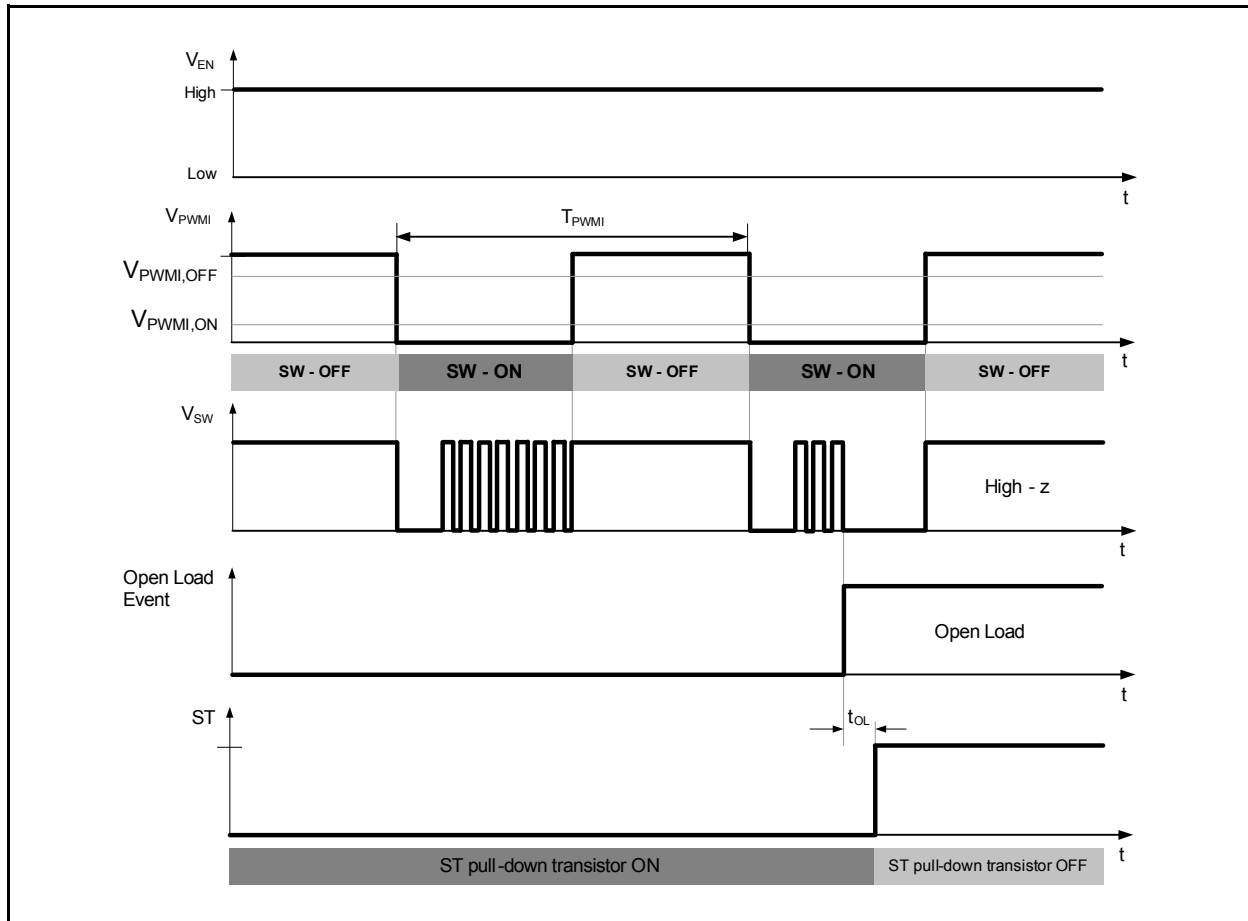 V_EN
High
Low
t
V_PWMI
T_PWMI
V_PWMI,OFF
V_PWMI,ON
t
SW - OFF
SW - ON
SW - OFF
SW - ON
SW - OFF
V_SW
High - z
t
Open Load
Event
Open Load
t
ST
t_OL
t
ST pull-down transistor ON
ST pull-down transistor OFF